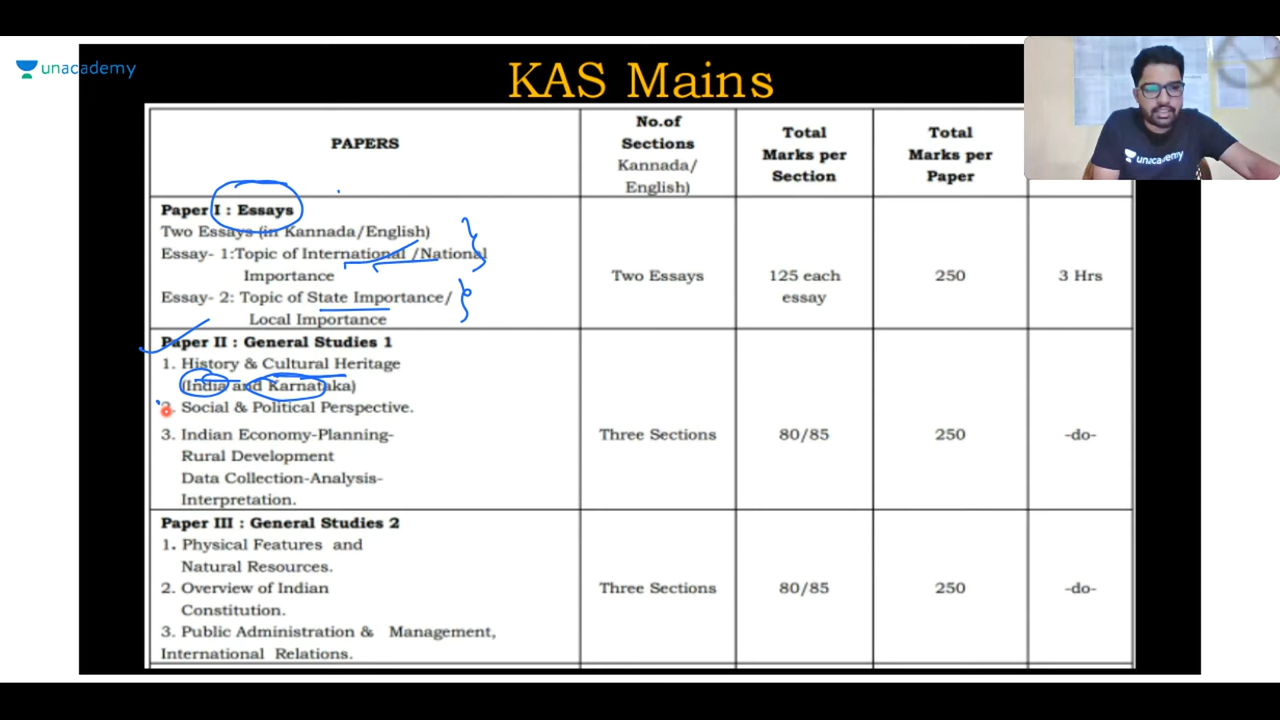 unacademy
KAS Mains
PAPERS
No.of
Sections
Kannada/
English)
Total
Marks per
Section
Total
Marks per
Paper
Paper I : Essays
Two Essays (in Kannada/English)
Essay- 1:Topic of International /National
Importance
Essay- 2: Topic of State Importance/
Local Importance
Two Essays
125 each
essay
250
3 Hrs
Paper II : General Studies 1
1. History & Cultural Heritage
(India and Karnataka)
2. Social & Political Perspective.
3. Indian Economy-Planning-
Rural Development
Data Collection-Analysis-
Interpretation.
Three Sections
80/85
250
-do-
Paper III : General Studies 2
1. Physical Features and
Natural Resources.
2. Overview of Indian
Constitution.
3. Public Administration & Management,
International Relations.
Three Sections
80/85
250
-do-
unacademy